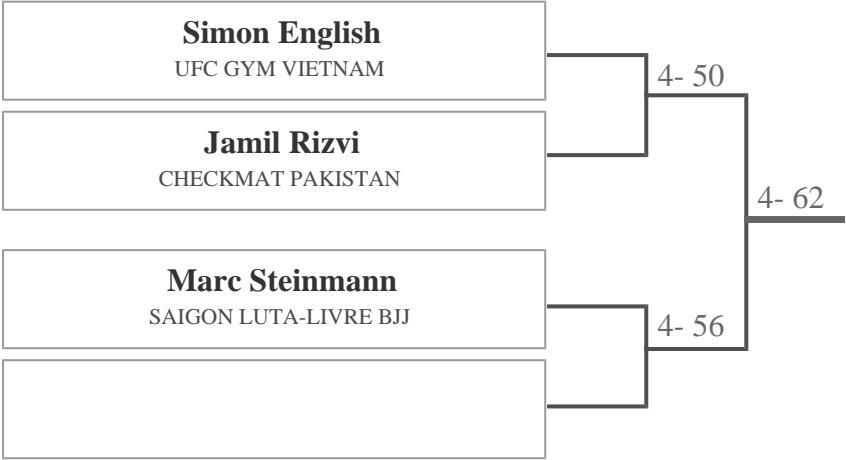 Simon English
UFC GYM VIETNAM
4- 50
Jamil Rizvi
CHECKMAT PAKISTAN
4- 62
Marc Steinmann
SAIGON LUTA-LIVRE BJJ
4- 56